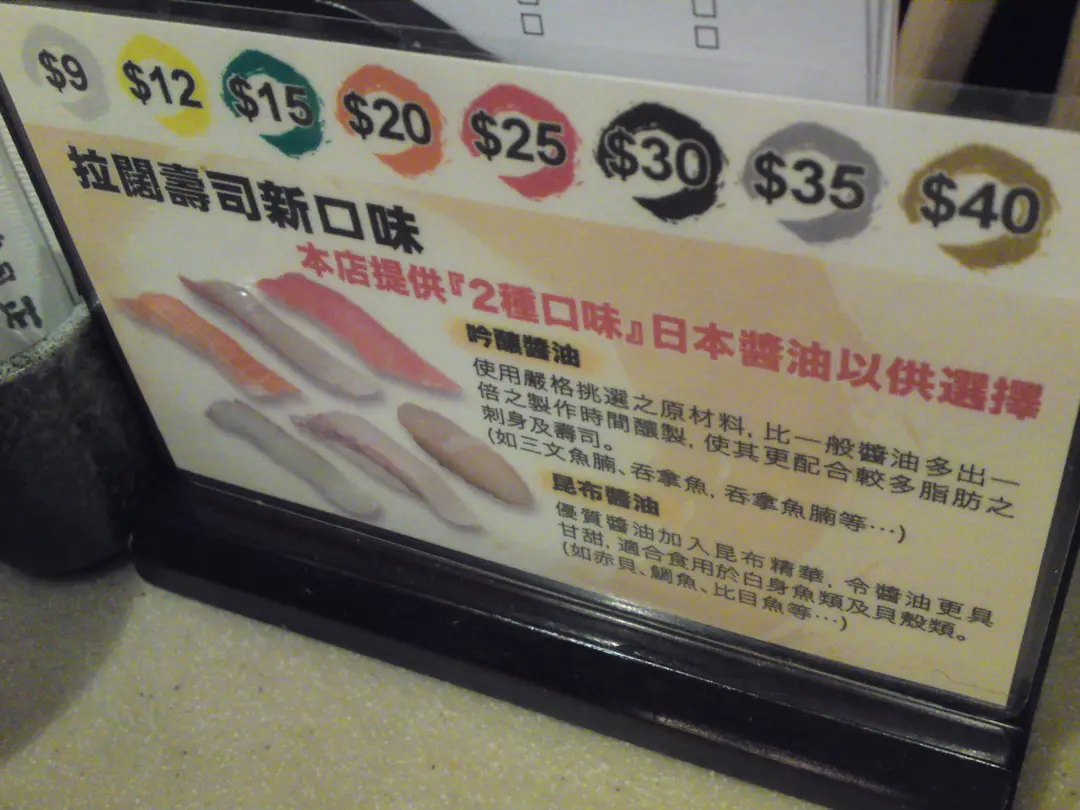 $9 $12 $15 $20 $25 $30 $35 $40
拉闊壽司新口味
本店提供『2種口味』日本醬油以供選擇
吟釀醬油
使用嚴格挑選之原材料, 比一般醬油多出一
倍之製作時間釀製, 使其更配合較多脂肪之
刺身及壽司。
(如三文魚腩、吞拿魚, 吞拿魚腩等…)
昆布醬油
優質醬油加入昆布精華, 令醬油更具
甘甜, 適合食用於白身魚類及貝殼類。
(如赤貝、鯛魚、比目魚等…)